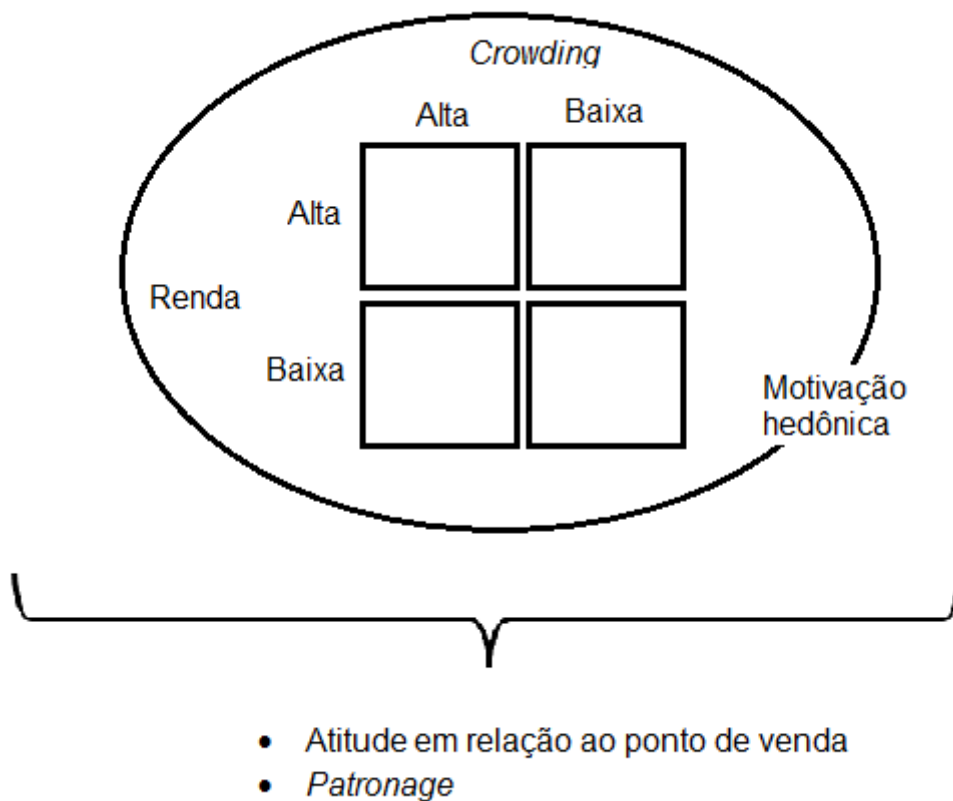 Crowding
Alta Baixa
Alta
Renda
Baixa
Motivação
hedônica
• Atitude em relação ao ponto de venda
• Patronage